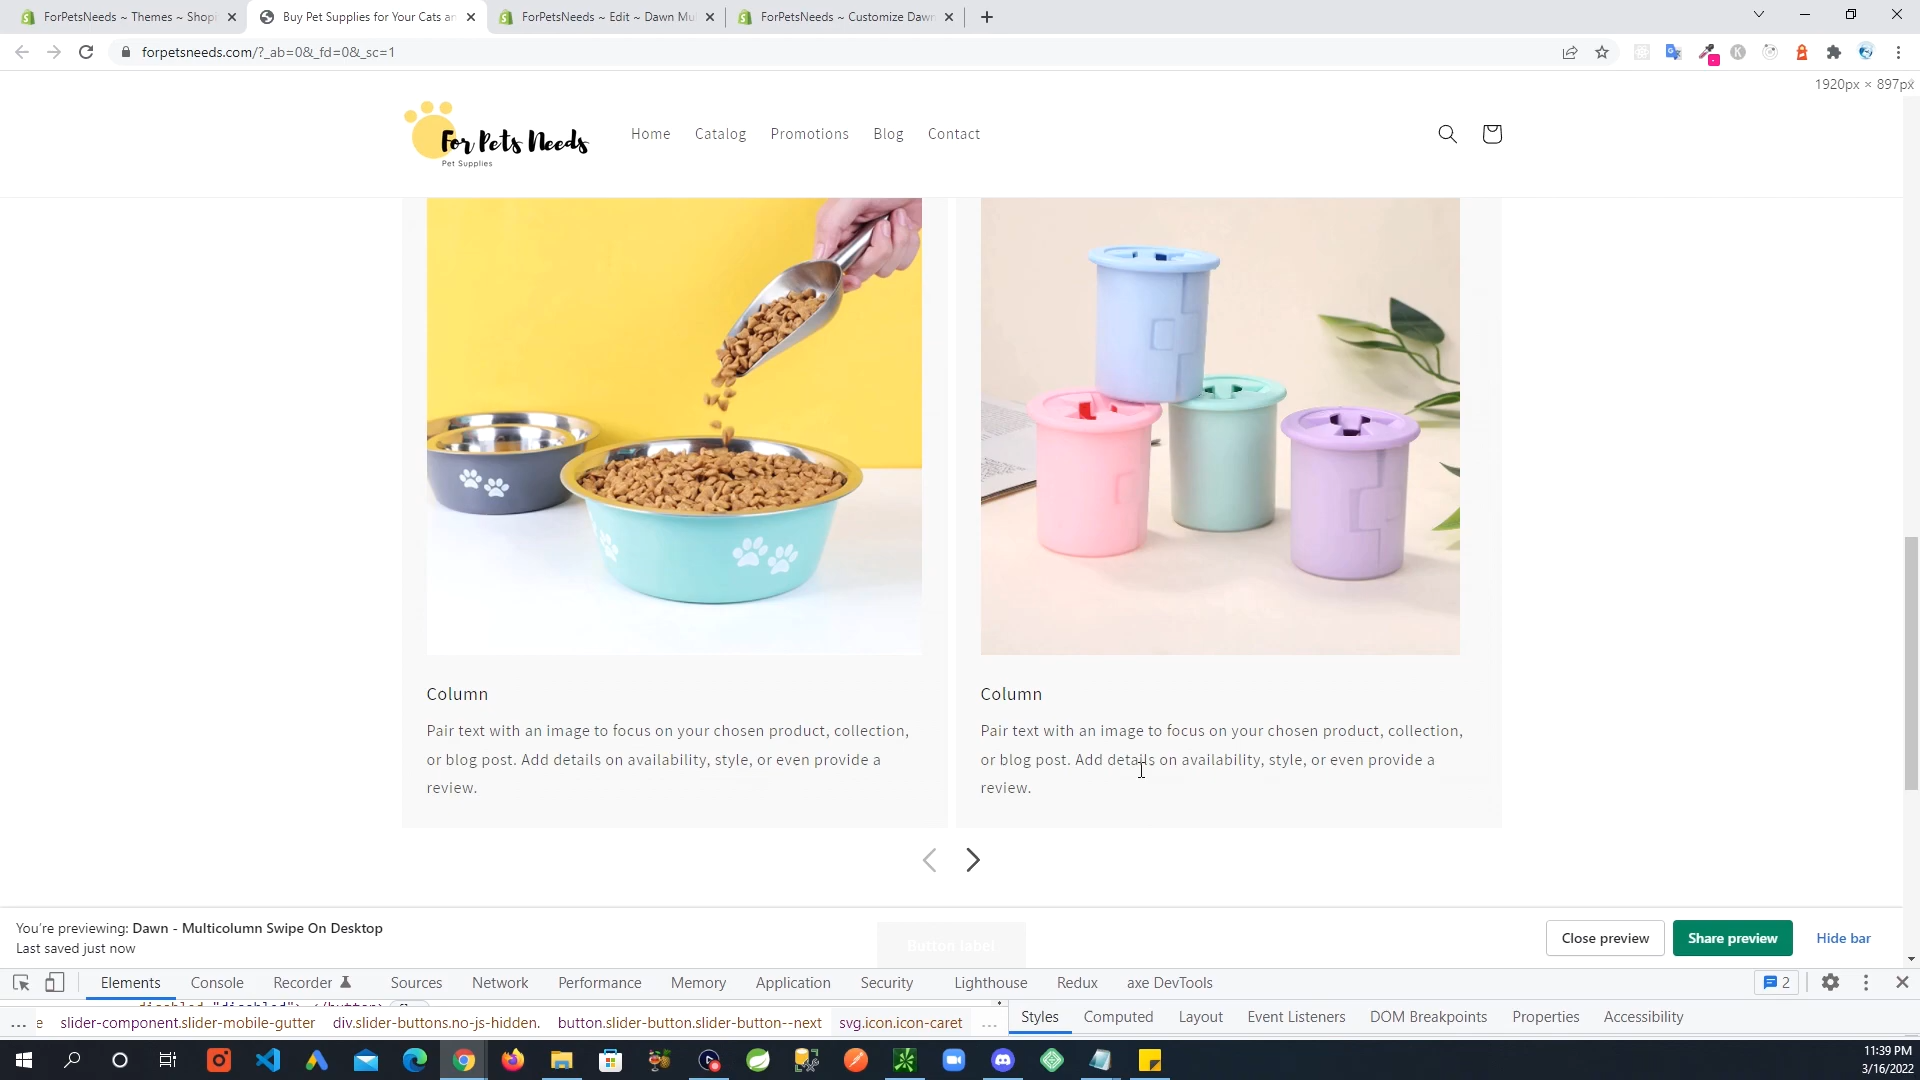 ForPetsNeeds ~ Themes ~ Shopi
Buy Pet Supplies for Your Cats an
ForPetsNeeds ~ Edit ~ Dawn Mul
ForPetsNeeds ~ Customize Dawn
forpetsneeds.com/?_ab=0&_fd=0&_sc=1
1920px × 897px
For Pets Needs
Pet Supplies
Home Catalog Promotions Blog Contact
Column
Pair text with an image to focus on your chosen product, collection,
or blog post. Add details on availability, style, or even provide a
review.
Column
Pair text with an image to focus on your chosen product, collection,
or blog post. Add details on availability, style, or even provide a
review.
Button label
You're previewing: Dawn - Multicolumn Swipe On Desktop
Last saved just now
Close preview Share preview Hide bar
Elements Console Recorder Sources Network Performance Memory Application Security Lighthouse Redux axe DevTools 2
... e slider-component.slider-mobile-gutter div.slider-buttons.no-js-hidden. button.slider-button.slider-button--next svg.icon.icon-caret ...
Styles Computed Layout Event Listeners DOM Breakpoints Properties Accessibility
11:39 PM
3/16/2022